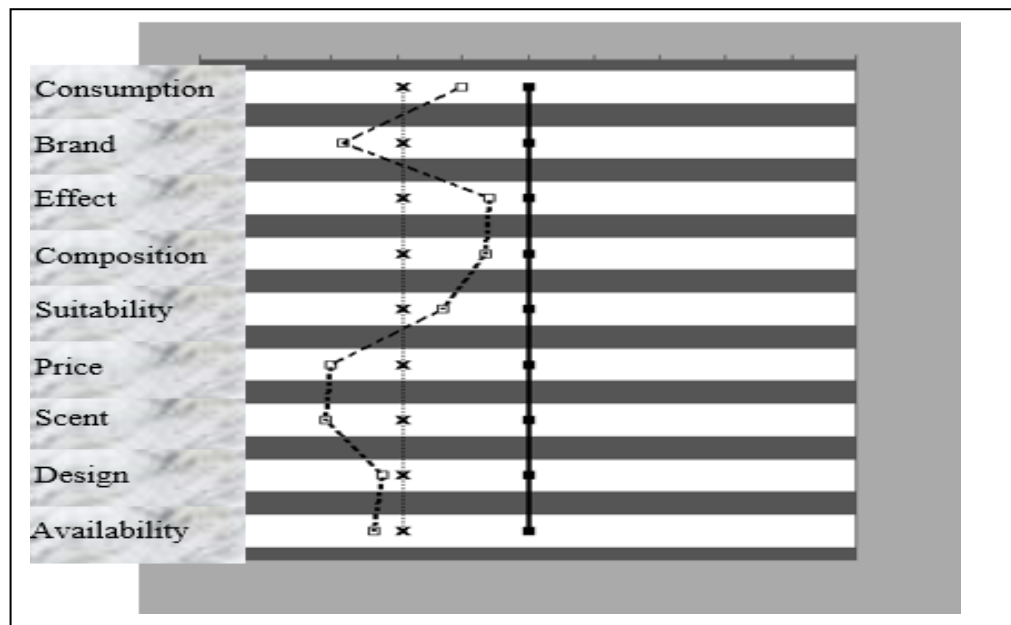 Consumption
Brand
Effect
Composition
Suitability
Price
Scent
Design
Availability